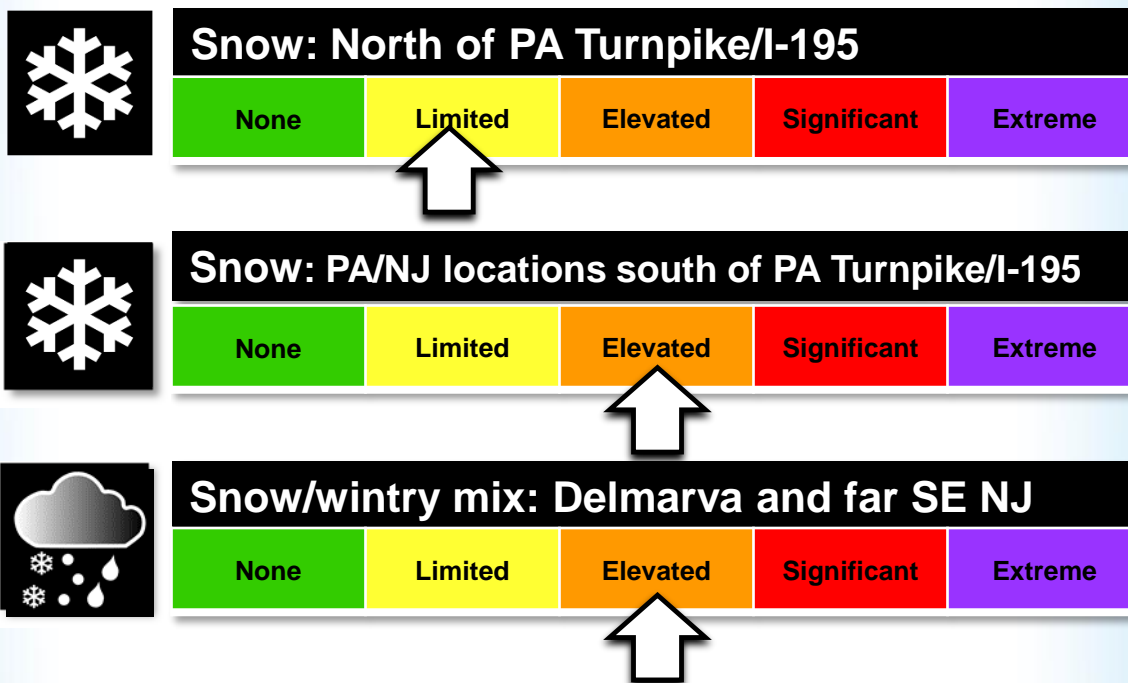 Snow: North of PA Turnpike/I-195
None Limited Elevated Significant Extreme
Snow: PA/NJ locations south of PA Turnpike/I-195
None Limited Elevated Significant Extreme
Snow/wintry mix: Delmarva and far SE NJ
None Limited Elevated Significant Extreme